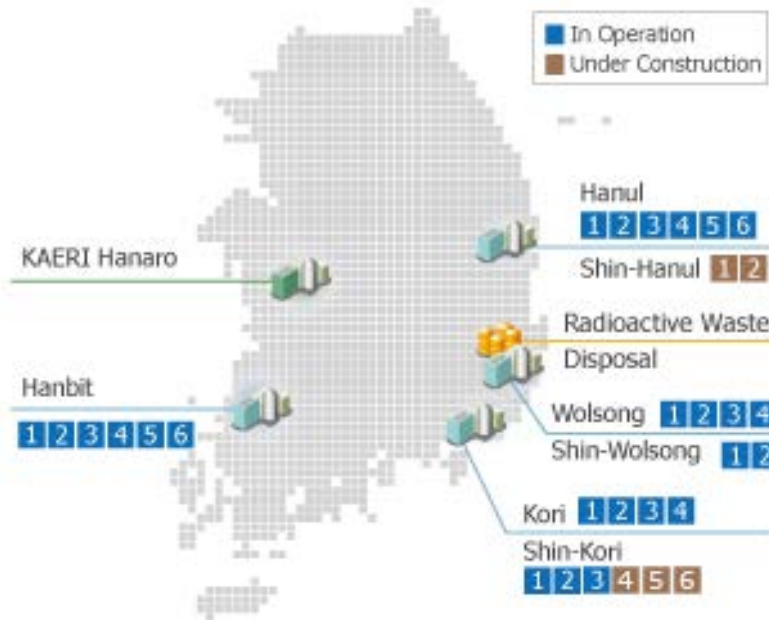 In Operation
Under Construction
Hanul
1 2 3 4 5 6
Shin-Hanul 1 2
KAERI Hanaro
Radioactive Waste
Disposal
Hanbit
1 2 3 4 5 6
Wolsong 1 2 3 4
Shin-Wolsong 1 2
Kori 1 2 3 4
Shin-Kori
1 2 3 4 5 6